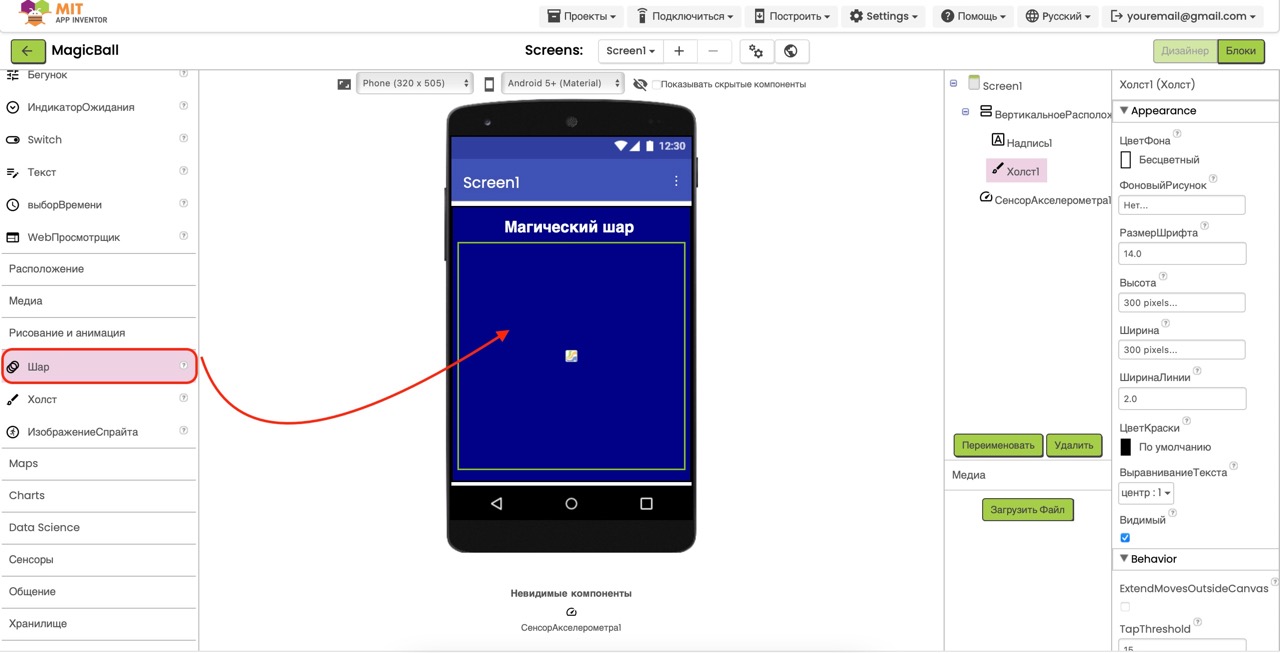 MIT
APP INVENTOR
Проекты
Подключиться
Построить
Settings
Помощь
Русский
youremail@gmail.com
MagicBall
Screens:
Screen1
Дизайнер
Блоки
Бегунок
ИндикаторОжидания
Switch
Текст
выборВремени
WebПросмотрщик
Расположение
Медиа
Рисование и анимация
Шар
Холст
ИзображениеСпрайта
Maps
Charts
Data Science
Сенсоры
Общение
Хранилище
Phone (320 x 505)
Android 5+ (Material)
Показывать скрытые компоненты
12:30
Screen1
Магический шар
Невидимые компоненты
СенсорАкселерометра1
Screen1
ВертикальноеРасполож
Надпись1
Холст1
СенсорАкселерометра1
Переименовать
Удалить
Медиа
Загрузить Файл
Холст1 (Холст)
Appearance
ЦветФона
Бесцветный
ФоновыйРисунок
Нет...
РазмерШрифта
14.0
Высота
300 pixels...
Ширина
300 pixels...
ШиринаЛинии
2.0
ЦветКраски
По умолчанию
ВыравниваниеТекста
центр : 1
Видимый
Behavior
ExtendMovesOutsideCanvas
TapThreshold
15